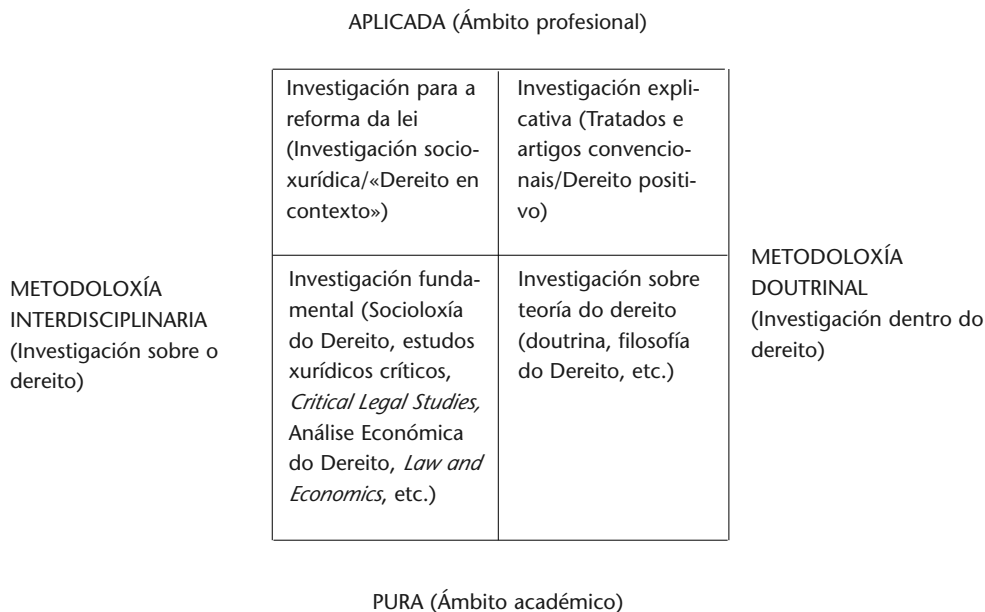 APLICADA (Ámbito profesional)
Investigación para a
reforma da lei
(Investigación socio-
xurídica/«Dereito en
contexto»)
Investigación expli-
cativa (Tratados e
artigos convencio-
nais/Dereito positi-
vo)
METODOLOXÍA
INTERDISCIPLINARIA
(Investigación sobre o
dereito)
Investigación funda-
mental (Socioloxía
do Dereito, estudos
xurídicos críticos,
Critical Legal Studies,
Análise Económica
do Dereito, Law and
Economics, etc.)
Investigación sobre
teoría do dereito
(doutrina, filosofía
do Dereito, etc.)
METODOLOXÍA
DOUTRINAL
(Investigación dentro do
dereito)
PURA (Ámbito académico)